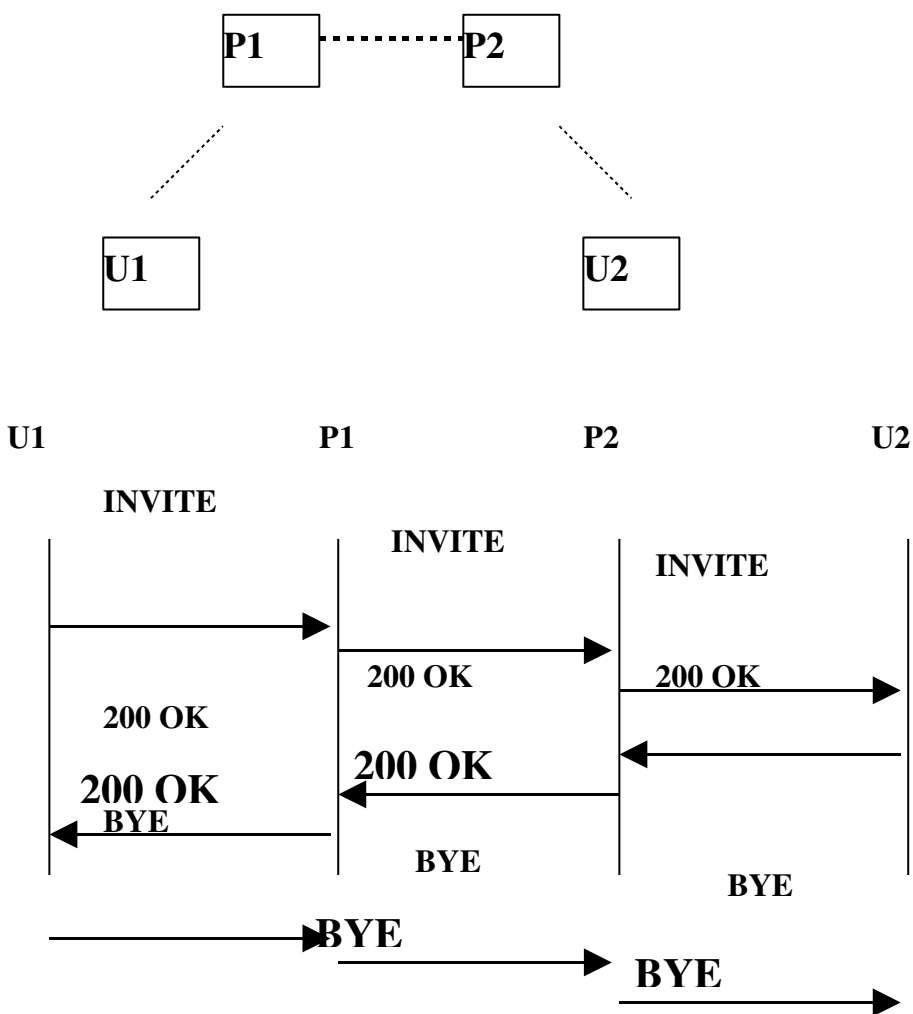 P1 P2
U1 U2
U1 P1 P2 U2
INVITE
INVITE
INVITE
200 OK 200 OK
200 OK
200 OK
200 OK
BYE
BYE
BYE
BYE
BYE